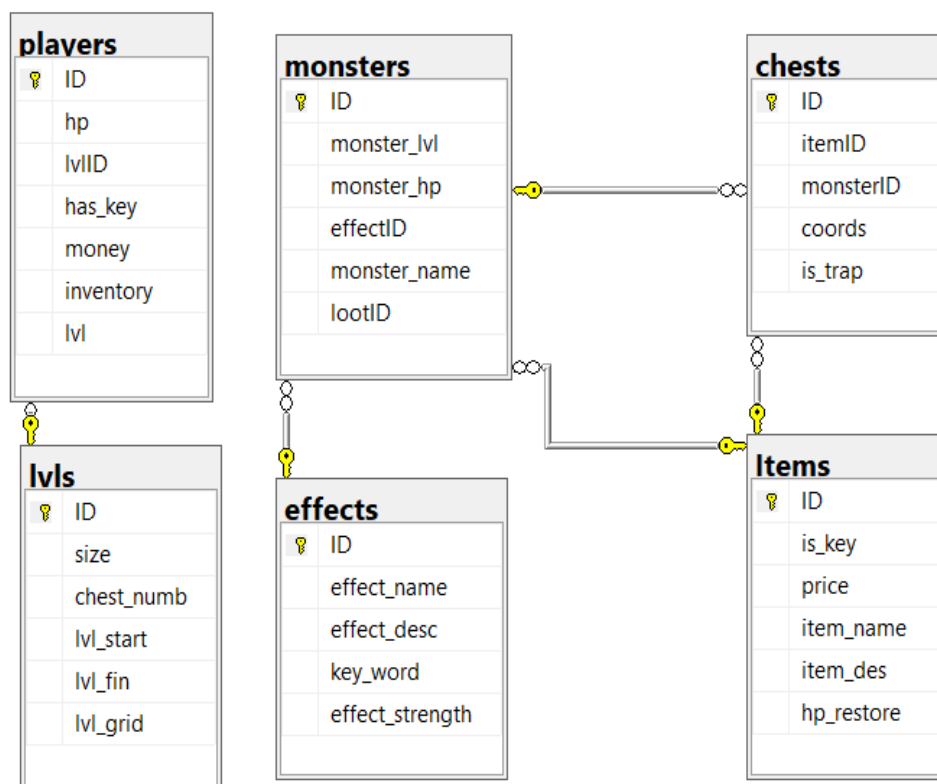 players
ID
hp
lvlID
has_key
money
inventory
lvl
monsters
ID
monster_lvl
monster_hp
effectID
monster_name
lootID
chests
ID
itemID
monsterID
coords
is_trap
lvls
ID
size
chest_numb
lvl_start
lvl_fin
lvl_grid
effects
ID
effect_name
effect_desc
key_word
effect_strength
Items
ID
is_key
price
item_name
item_des
hp_restore